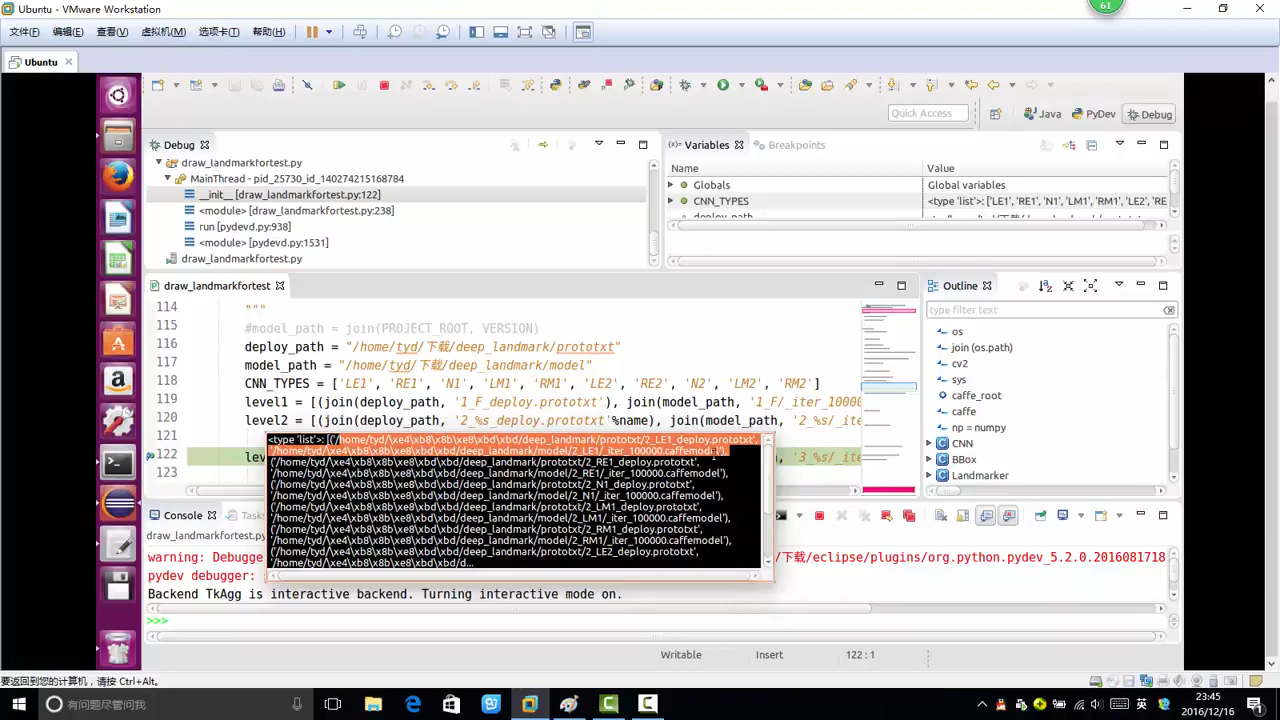 Ubuntu - VMware Workstation
61
文件(F) 编辑(E) 查看(V) 虚拟机(M) 选项卡(T) 帮助(H)
Ubuntu
Quick Access
Java PyDev Debug
Debug
draw_landmarkfortest.py
MainThread - pid_25730_id_140274215168784
__init__ [draw_landmarkfortest.py:122]
<module> [draw_landmarkfortest.py:238]
run [pydevd.py:938]
<module> [pydevd.py:1531]
draw_landmarkfortest.py
(x)= Variables Breakpoints
Name Value
Globals Global variables
CNN_TYPES <type 'list'>: ['LE1', 'RE1', 'N1', 'LM1', 'RM1', 'LE2', 'RE
draw_landmarkfortest
114 """
115 #model_path = join(PROJECT_ROOT, VERSION)
116 deploy_path = "/home/tyd/下载/deep_landmark/prototxt"
117 model_path = "/home/tyd/下载/deep_landmark/model"
118 CNN_TYPES = ['LE1', 'RE1', 'N1', 'LM1', 'RM1', 'LE2', 'RE2', 'N2', 'LM2', 'RM2']
119 level1 = [(join(deploy_path, '1_F_deploy.prototxt'), join(model_path, '1_F/_iter_10000
120 level2 = [(join(deploy_path, '2_%s_deploy.prototxt'%name), join(model_path, '2_%s/_ite
121
122 le '3_%s/_
123
<type 'list'>: [('/home/tyd/\xe4\xb8\x8b\xe8\xbd\xbd/deep_landmark/prototxt/2_LE1_deploy.prototxt',
'/home/tyd/\xe4\xb8\x8b\xe8\xbd\xbd/deep_landmark/model/2_LE1/_iter_100000.caffemodel'),
('/home/tyd/\xe4\xb8\x8b\xe8\xbd\xbd/deep_landmark/prototxt/2_RE1_deploy.prototxt',
'/home/tyd/\xe4\xb8\x8b\xe8\xbd\xbd/deep_landmark/model/2_RE1/_iter_100000.caffemodel'),
('/home/tyd/\xe4\xb8\x8b\xe8\xbd\xbd/deep_landmark/prototxt/2_N1_deploy.prototxt',
'/home/tyd/\xe4\xb8\x8b\xe8\xbd\xbd/deep_landmark/model/2_N1/_iter_100000.caffemodel'),
('/home/tyd/\xe4\xb8\x8b\xe8\xbd\xbd/deep_landmark/prototxt/2_LM1_deploy.prototxt',
'/home/tyd/\xe4\xb8\x8b\xe8\xbd\xbd/deep_landmark/model/2_LM1/_iter_100000.caffemodel'),
('/home/tyd/\xe4\xb8\x8b\xe8\xbd\xbd/deep_landmark/prototxt/2_RM1_deploy.prototxt',
'/home/tyd/\xe4\xb8\x8b\xe8\xbd\xbd/deep_landmark/model/2_RM1/_iter_100000.caffemodel'),
('/home/tyd/\xe4\xb8\x8b\xe8\xbd\xbd/deep_landmark/prototxt/2_LE2_deploy.prototxt',
'/home/tyd/\xe4\xb8\x8b\xe8\xbd\xbd/d...
Outline
type filter text
os
join (os.path)
cv2
sys
caffe_root
caffe
np = numpy
CNN
BBox
Landmarker
Console Tasks
draw_landmarkfortest.py
warning: Debugge 下载/eclipse/plugins/org.python.pydev_5.2.0.2016081718
pydev debugger:
Backend TkAgg is interactive backend. Turning interactive mode on.
>>>
Writable Insert 122 : 1
要返回到您的计算机，请按 Ctrl+Alt。
有问题尽管问我
英
23:45
2016/12/16